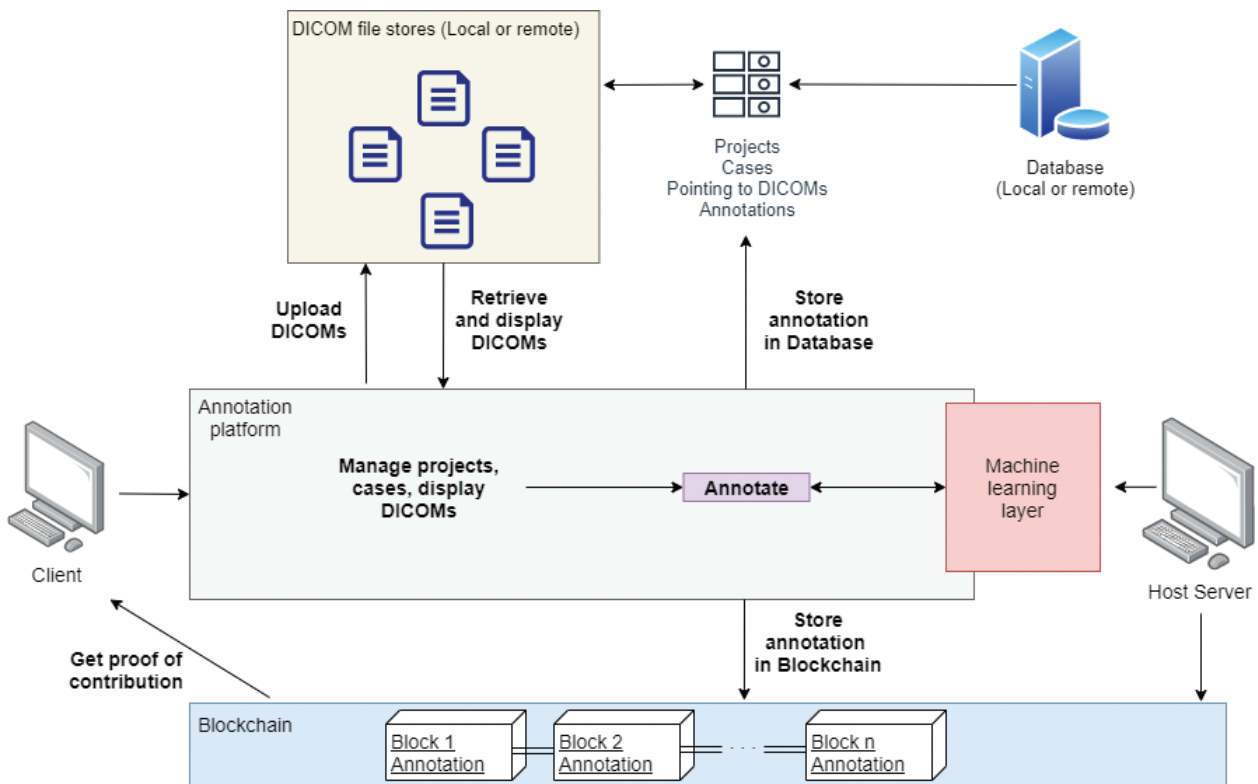 DICOM file stores (Local or remote)
Projects
Cases
Pointing to DICOMs
Annotations
Database
(Local or remote)
Upload
DICOMs
Retrieve
and display
DICOMs
Store
annotation
in Database
Annotation
platform
Manage projects,
cases, display
DICOMs
Annotate
Machine
learning
layer
Client
Host Server
Get proof of
contribution
Store
annotation
in Blockchain
Blockchain
Block 1
Annotation
Block 2
Annotation
. . .
Block n
Annotation